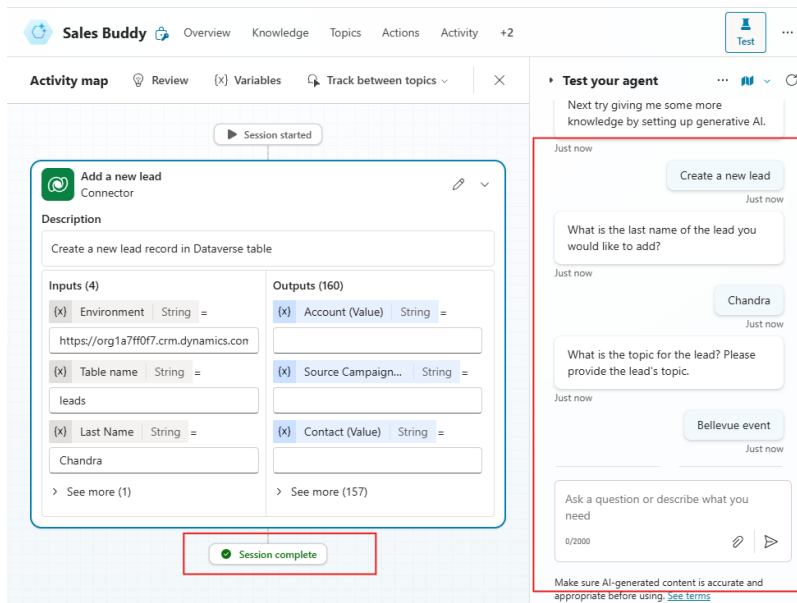 Sales Buddy Overview Knowledge Topics Actions Activity +2
Test
Activity map Review {x} Variables Track between topics
Session started
Add a new lead
Connector
Description
Create a new lead record in Dataverse table
Inputs (4)
{x} Environment String =
https://org1a7ff0f7.crm.dynamics.com
{x} Table name String =
leads
{x} Last Name String =
Chandra
See more (1)
Outputs (160)
{x} Account (Value) String =
{x} Source Campaign... String =
{x} Contact (Value) String =
See more (157)
Session complete
Test your agent
Next try giving me some more
knowledge by setting up generative AI.
Just now
Create a new lead
Just now
What is the last name of the lead you
would like to add?
Just now
Chandra
Just now
What is the topic for the lead? Please
provide the lead's topic.
Just now
Bellevue event
Just now
Ask a question or describe what you
need
0/2000
Make sure AI-generated content is accurate and
appropriate before using. See terms